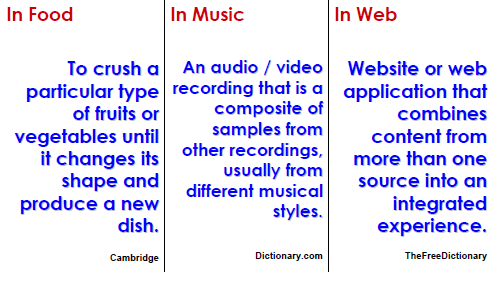 In Food
To crush a
particular type
of fruits or
vegetables until
it changes its
shape and
produce a new
dish.
Cambridge
In Music
An audio / video
recording that is a
composite of
samples from
other recordings,
usually from
different musical
styles.
Dictionary.com
In Web
Website or web
application that
combines
content from
more than one
source into an
integrated
experience.
TheFreeDictionary